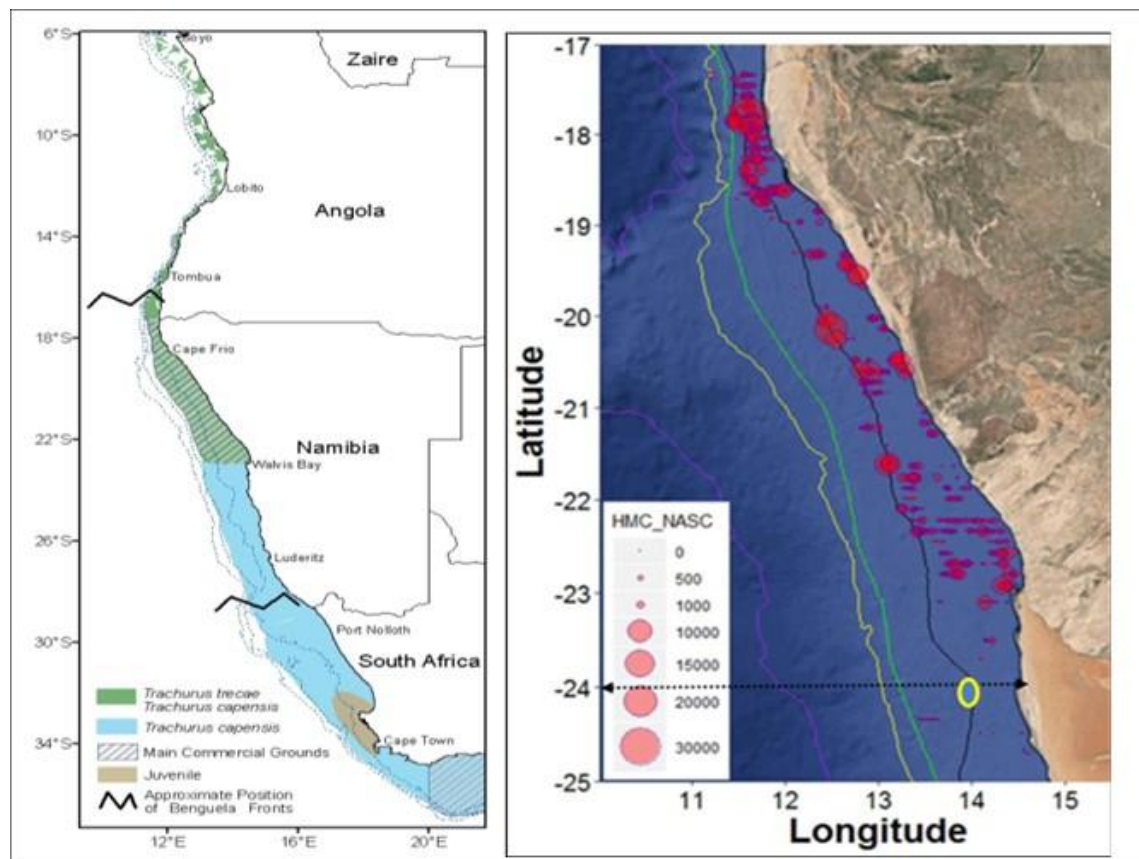 6°S
Soyo
Zaire
10°S
Lobito
Angola
14°S
Tombua
18°S
Cape Frio
Namibia
22°S
Walvis Bay
26°S
Luderitz
30°S
Port Nolloth
South Africa
34°S
Cape Town
Trachurus trecae
Trachurus capensis
Trachurus capensis
Main Commercial Grounds
Juvenile
Approximate Position
of Benguela Fronts
12°E
16°E
20°E
-17
-18
-19
-20
-21
-22
-23
-24
-25
Latitude
HMC_NASC
0
500
1000
10000
15000
20000
30000
11
12
13
14
15
Longitude